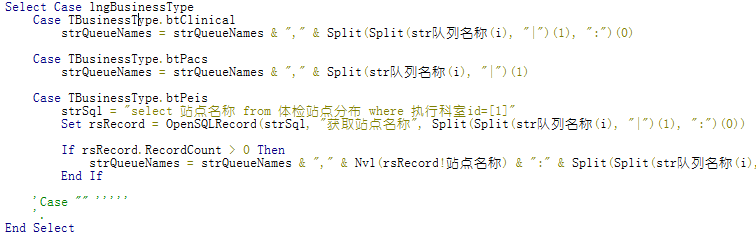 Select Case lngBusinessType
Case TBusinessType.btClinical
strQueueNames = strQueueNames & "," & Split(Split(str队列名称(i), "|")(1), ":")(0)
Case TBusinessType.btPacs
strQueueNames = strQueueNames & "," & Split(str队列名称(i), "|")(1)
Case TBusinessType.btPeis
strSql = "select 站点名称 from 体检站点分布 where 执行科室id=[1]"
Set rsRecord = OpenSQLRecord(strSql, "获取站点名称", Split(Split(str队列名称(i), "|")(1), ":")(0))
If rsRecord.RecordCount > 0 Then
strQueueNames = strQueueNames & "," & Nvl(rsRecord!站点名称) & ":" & Split(Split(str队列名称(i),
End If
'Case "" '''''
'.
End Select